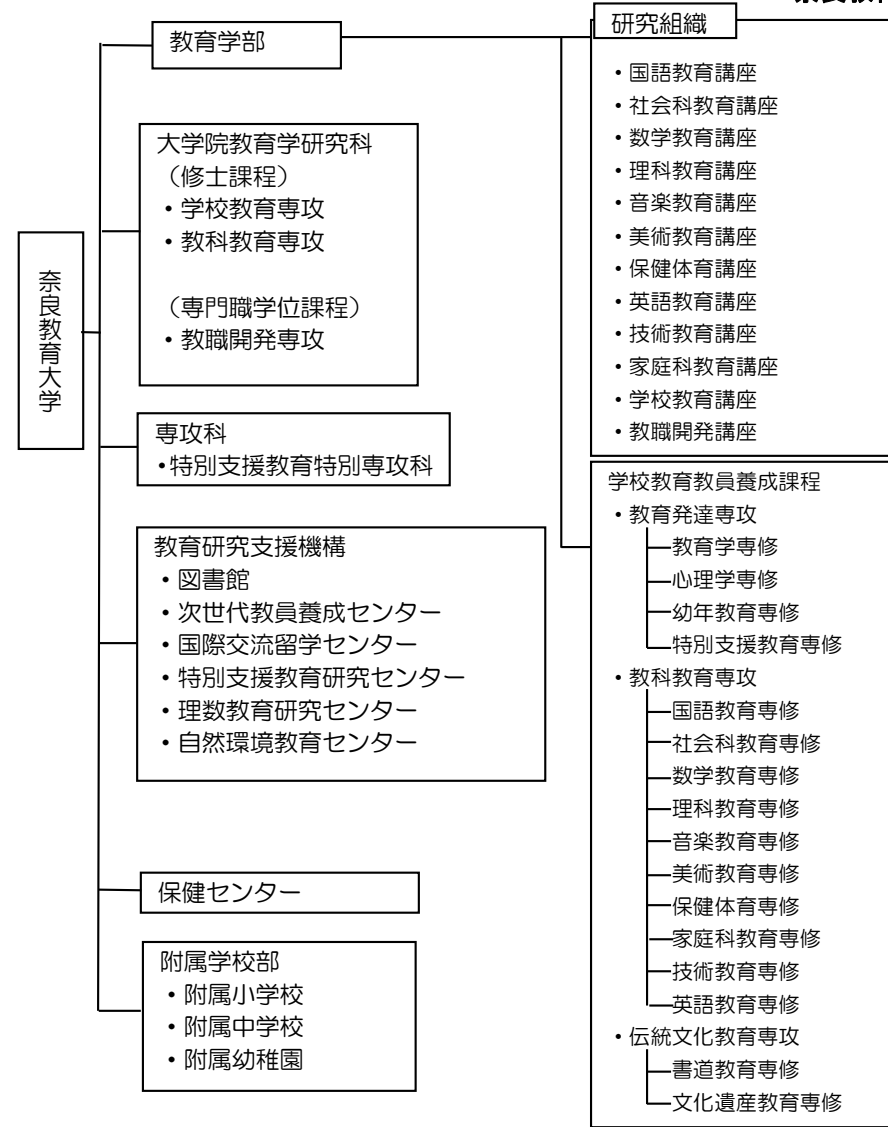 奈良教育大学
教育学部
大学院教育学研究科
（修士課程）
・学校教育専攻
・教科教育専攻
（専門職学位課程）
・教職開発専攻
専攻科
・特別支援教育特別専攻科
教育研究支援機構
・図書館
・次世代教員養成センター
・国際交流留学センター
・特別支援教育研究センター
・理数教育研究センター
・自然環境教育センター
保健センター
附属学校部
・附属小学校
・附属中学校
・附属幼稚園
研究組織
・国語教育講座
・社会科教育講座
・数学教育講座
・理科教育講座
・音楽教育講座
・美術教育講座
・保健体育講座
・英語教育講座
・技術教育講座
・家庭科教育講座
・学校教育講座
・教職開発講座
学校教育教員養成課程
・教育発達専攻
教育学専修
心理学専修
幼年教育専修
特別支援教育専修
・教科教育専攻
国語教育専修
社会科教育専修
数学教育専修
理科教育専修
音楽教育専修
美術教育専修
保健体育専修
家庭科教育専修
技術教育専修
英語教育専修
・伝統文化教育専攻
書道教育専修
文化遺産教育専修